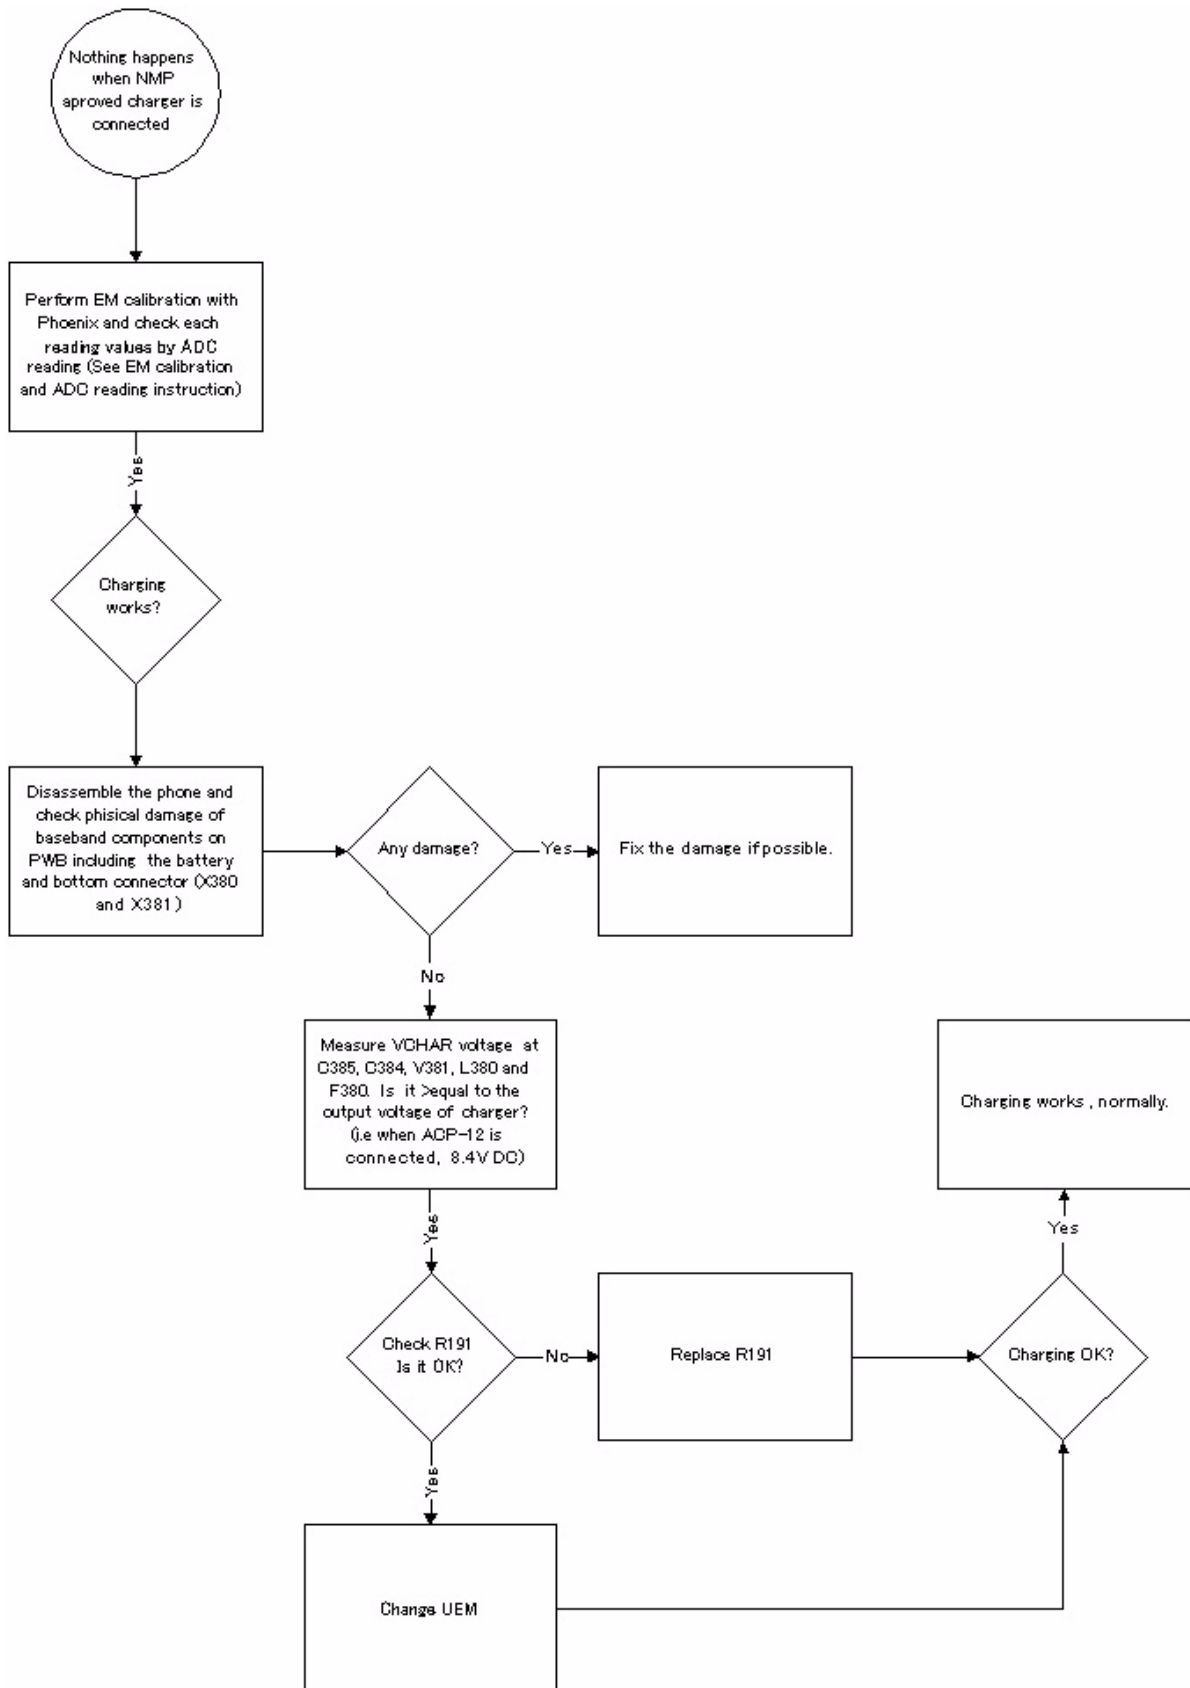 Nothing happens
when NMP
aproved charger is
connected
Perform EM calibration with
Phoenix and check each
reading values by ADC
reading (See EM calibration
and ADC reading instruction)
Yes
Charging
works?
Disassemble the phone and
check phisical damage of
baseband components on
PWB including the battery
and bottom connector (X380
and X381)
Any damage?
Yes
Fix the damage if possible.
No
Measure VCHAR voltage at
C385, C384, V381, L380 and
F380. Is it >equal to the
output voltage of charger?
(i.e when ACP-12 is
connected, 8.4V DC)
Charging works, normally.
Yes
Yes
Check R191
Is it OK?
No
Replace R191
Charging OK?
Yes
Change UEM